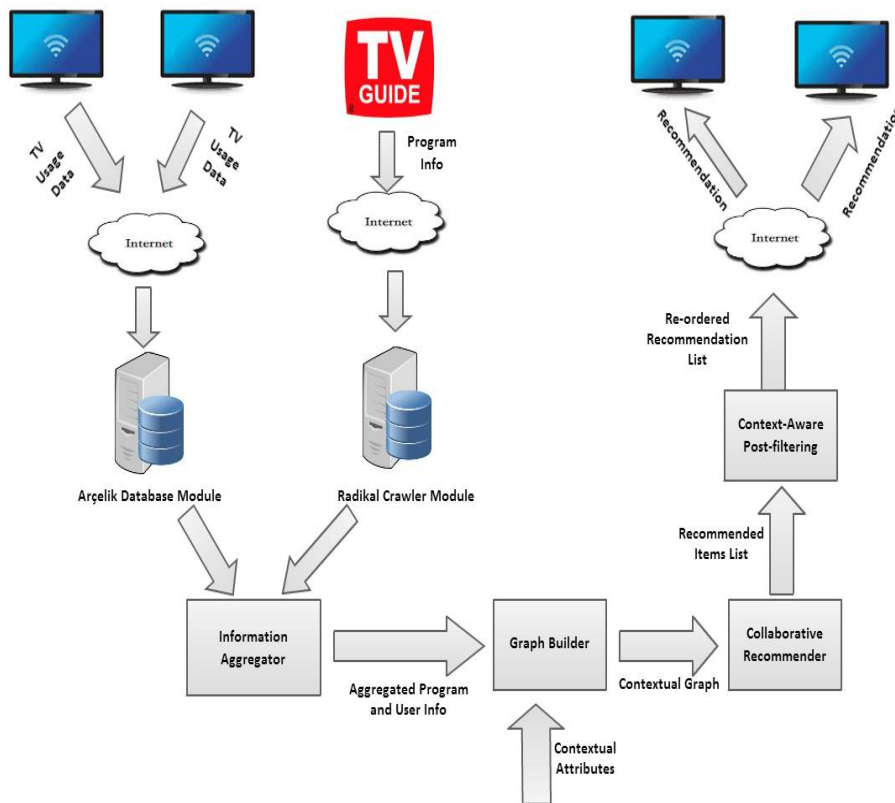 TV
Usage
Data
TV
Usage
Data
Internet
Arçelik Database Module
TV
GUIDE
Program
Info
Internet
Radikal Crawler Module
Information
Aggregator
Aggregated Program
and User Info
Graph Builder
Contextual
Attributes
Contextual Graph
Collaborative
Recommender
Recommended
Items List
Context-Aware
Post-filtering
Re-ordered
Recommendation
List
Internet
Recommendation
Recommendation